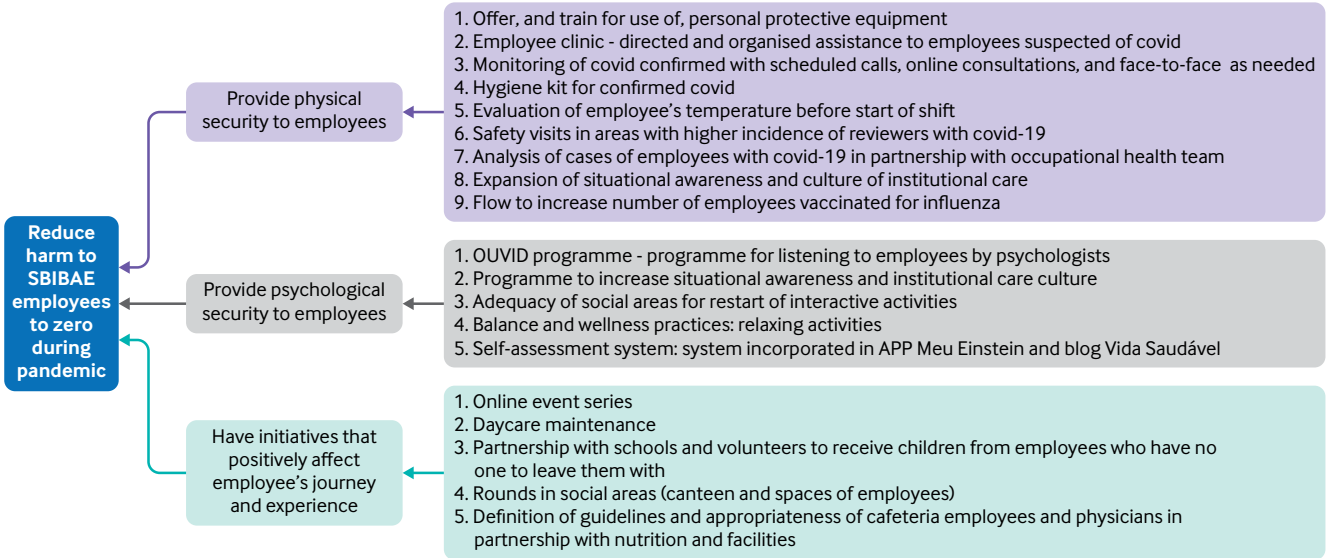 Reduce
harm to
SBIBAE
employees
to zero
during
pandemic
Provide physical
security to employees
1. Offer, and train for use of, personal protective equipment
2. Employee clinic - directed and organised assistance to employees suspected of covid
3. Monitoring of covid confirmed with scheduled calls, online consultations, and face-to-face as needed
4. Hygiene kit for confirmed covid
5. Evaluation of employee's temperature before start of shift
6. Safety visits in areas with higher incidence of reviewers with covid-19
7. Analysis of cases of employees with covid-19 in partnership with occupational health team
8. Expansion of situational awareness and culture of institutional care
9. Flow to increase number of employees vaccinated for influenza
Provide psychological
security to employees
1. OUVID programme - programme for listening to employees by psychologists
2. Programme to increase situational awareness and institutional care culture
3. Adequacy of social areas for restart of interactive activities
4. Balance and wellness practices: relaxing activities
5. Self-assessment system: system incorporated in APP Meu Einstein and blog Vida Saudável
Have initiatives that
positively affect
employee's journey
and experience
1. Online event series
2. Daycare maintenance
3. Partnership with schools and volunteers to receive children from employees who have no
one to leave them with
4. Rounds in social areas (canteen and spaces of employees)
5. Definition of guidelines and appropriateness of cafeteria employees and physicians in
partnership with nutrition and facilities